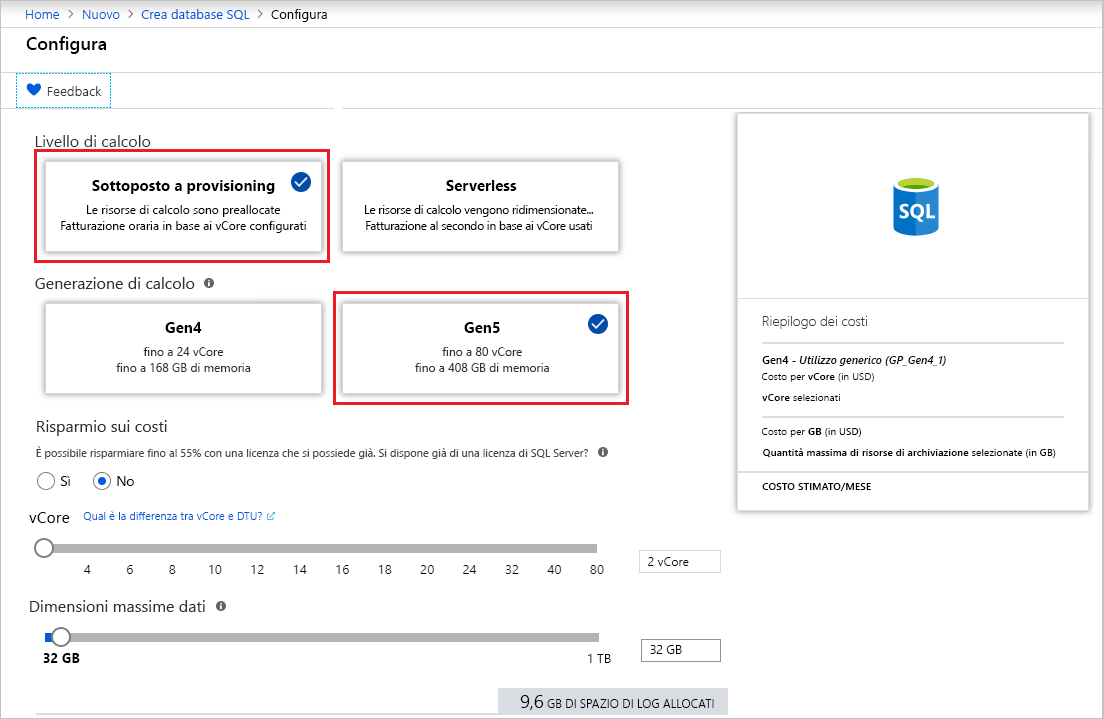 Home > Nuovo > Crea database SQL > Configura
Configura
Feedback
Livello di calcolo
Sottoposto a provisioning
Le risorse di calcolo sono preallocate
Fatturazione oraria in base ai vCore configurati
Serverless
Le risorse di calcolo vengono ridimensionate...
Fatturazione al secondo in base ai vCore usati
Generazione di calcolo
Gen4
fino a 24 vCore
fino a 168 GB di memoria
Gen5
fino a 80 vCore
fino a 408 GB di memoria
Risparmio sui costi
È possibile risparmiare fino al 55% con una licenza che si possiede già. Si dispone già di una licenza di SQL Server?
Sì No
vCore Qual è la differenza tra vCore e DTU?
4 6 8 10 12 14 16 18 20 24 32 40 80
2 vCore
Dimensioni massime dati
32 GB 1 TB
32 GB
9,6 GB DI SPAZIO DI LOG ALLOCATI
SQL
Riepilogo dei costi
Gen4 - Utilizzo generico (GP_Gen4_1)
Costo per vCore (in USD)
vCore selezionati
Costo per GB (in USD)
Quantità massima di risorse di archiviazione selezionate (in GB)
COSTO STIMATO/MESE